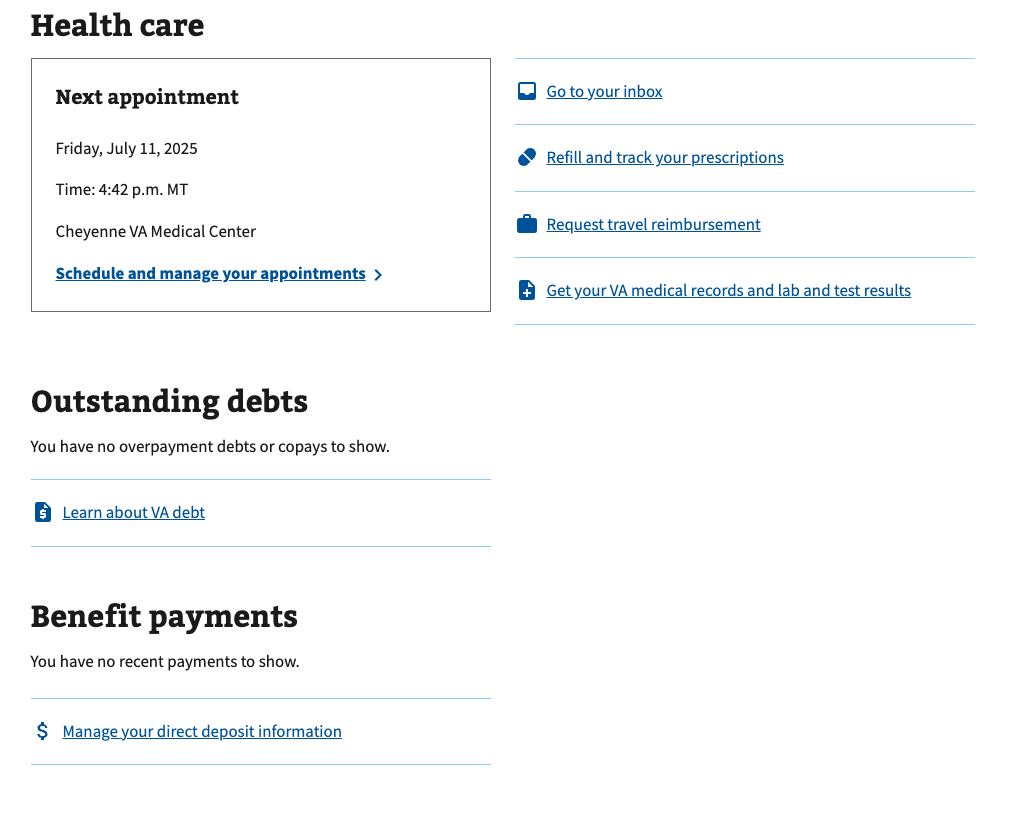 Health care
Next appointment
Friday, July 11, 2025
Time: 4:42 p.m. MT
Cheyenne VA Medical Center
Schedule and manage your appointments
Go to your inbox
Refill and track your prescriptions
Request travel reimbursement
Get your VA medical records and lab and test results
Outstanding debts
You have no overpayment debts or copays to show.
Learn about VA debt
Benefit payments
You have no recent payments to show.
Manage your direct deposit information